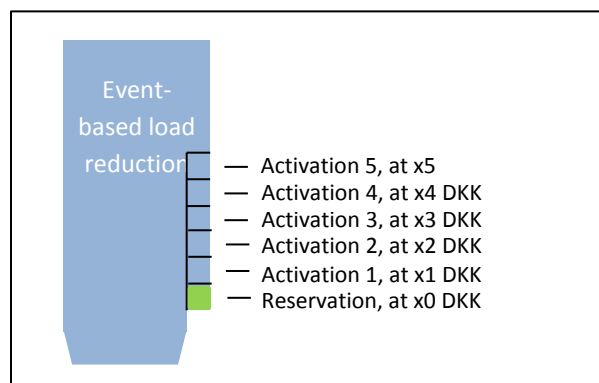 Event-
based load
reduction
Activation 5, at x5
Activation 4, at x4 DKK
Activation 3, at x3 DKK
Activation 2, at x2 DKK
Activation 1, at x1 DKK
Reservation, at x0 DKK